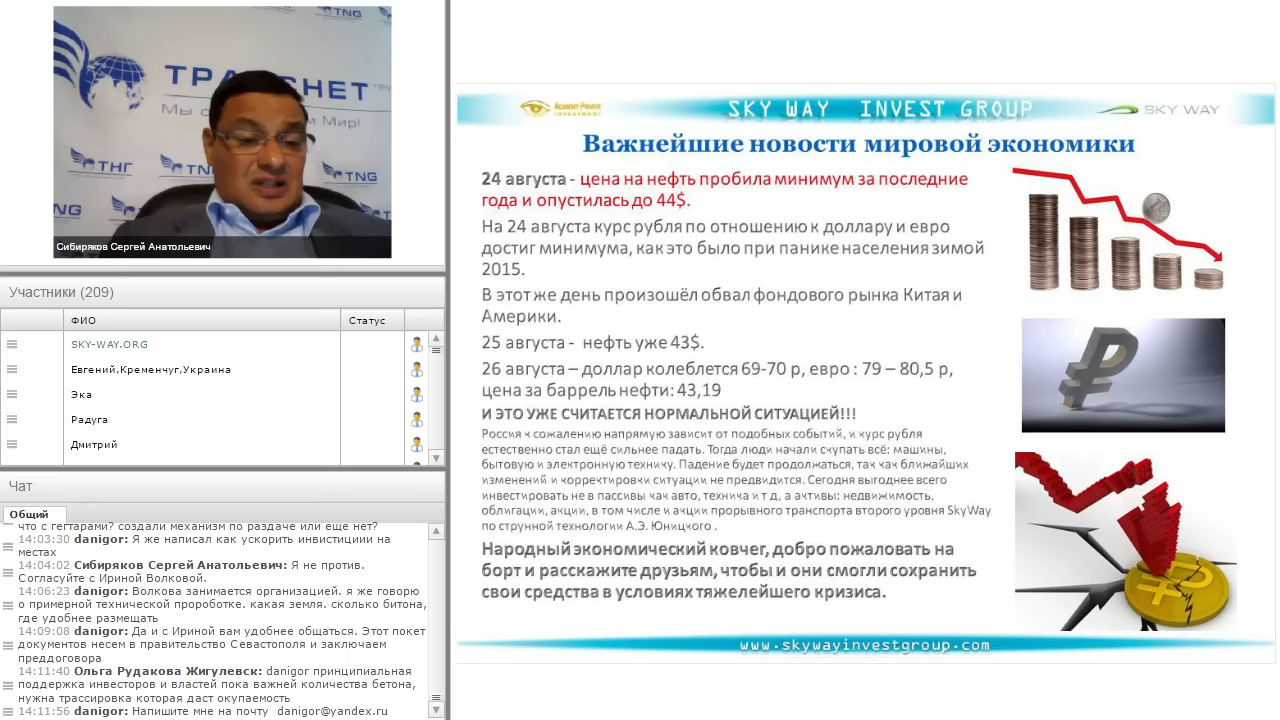 TNG
ТРАНСНЕТ
Мы с
м Мир!
ТНГ
TNG
TNG
Сибиряков Сергей Анатольевич
Участники (209)
ФИО
Статус
SKY-WAY.ORG
Евгений,Кременчуг,Украина
Эка
Радуга
Дмитрий
Чат
Общий
что с гетгарами? создали механизм по раздаче или еще нет?
14:03:30 danigor: Я же написал как ускорить инвестициии на
местах
14:04:02 Сибиряков Сергей Анатольевич: Я не против.
Согласуйте с Ириной Волковой.
14:06:23 danigor: Волкова занимается организацией. я же говорю
о примерной технической пророботке. какая земля. сколько битона,
где удобнее размещать
14:09:08 danigor: Да и с Ириной вам удобнее общаться. Этот покет
документов несем в правительство Севастополя и заключаем
преддоговора
14:11:40 Ольга Рудакова Жигулевск: danigor принципиальная
поддержка инвесторов и властей пока важней количества бетона,
нужна трассировка которая даст окупаемость
14:11:56 danigor: Напишите мне на почту danigor@yandex.ru
ACADEMY PRIVATE
INVESTMENT
SKY WAY INVEST GROUP
SKY WAY
Важнейшие новости мировой экономики
24 августа - цена на нефть пробила минимум за последние
года и опустилась до 44$.
На 24 августа курс рубля по отношению к доллару и евро
достиг минимума, как это было при панике населения зимой
2015.
В этот же день произошёл обвал фондового рынка Китая и
Америки.
25 августа - нефть уже 43$.
26 августа – доллар колеблется 69-70 р, евро : 79 – 80,5 р,
цена за баррель нефти: 43,19
И ЭТО УЖЕ СЧИТАЕТСЯ НОРМАЛЬНОЙ СИТУАЦИЕЙ!!!
Россия к сожалению напрямую зависит от подобных событий, и курс рубля
естественно стал ещё сильнее падать. Тогда люди начали скупать всё: машины,
бытовую и электронную технику. Падение будет продолжаться, так как ближайших
изменений и корректировки ситуации не предвидится. Сегодня выгоднее всего
инвестировать не в пассивы как авто, техника и т д, а активы: недвижимость,
облигации, акции, в том числе и акции прорывного транспорта второго уровня SkyWay
по струнной технологии А.Э. Юницкого .
Народный экономический ковчег, добро пожаловать на
борт и расскажите друзьям, чтобы и они смогли сохранить
свои средства в условиях тяжелейшего кризиса.
www.skywayinvestgroup.com